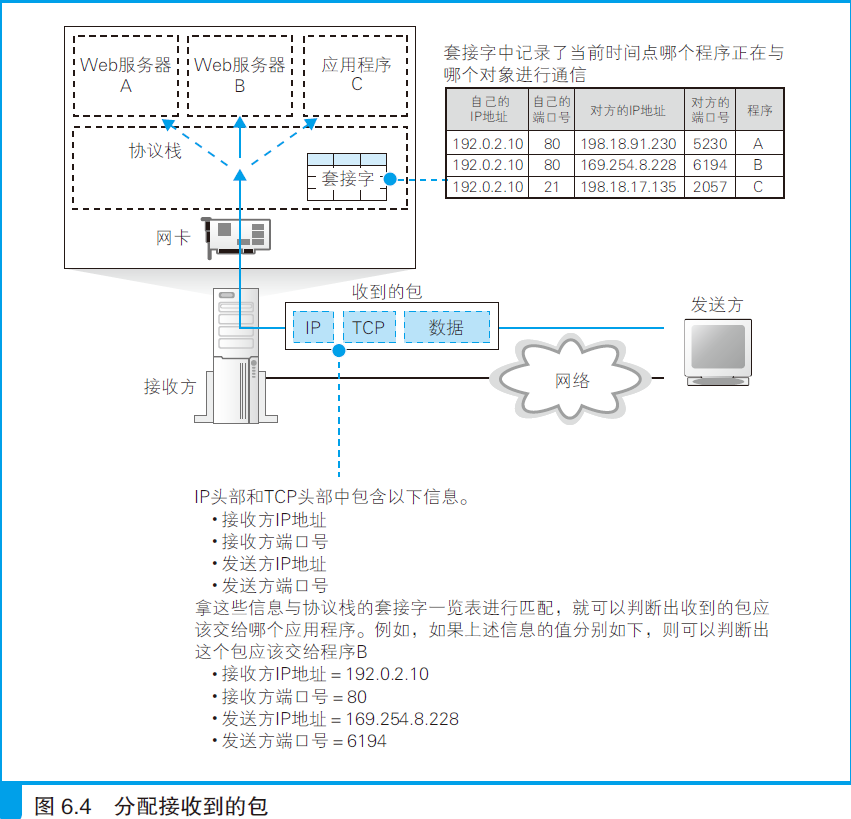 Web服务器
A
Web服务器
B
应用程序
C
协议栈
套接字
网卡
套接字中记录了当前时间点哪个程序正在与
哪个对象进行通信
自己的
IP地址
自己的
端口号
对方的IP地址
对方的
端口号
程序
192.0.2.10 80 198.18.91.230 5230 A
192.0.2.10 80 169.254.8.228 6194 B
192.0.2.10 21 198.18.17.135 2057 C
收到的包
IP TCP 数据
发送方
接收方
网络
IP头部和TCP头部中包含以下信息。
•接收方IP地址
•接收方端口号
•发送方IP地址
•发送方端口号
拿这些信息与协议栈的套接字一览表进行匹配，就可以判断出收到的包应
该交给哪个应用程序。例如，如果上述信息的值分别如下，则可以判断出
这个包应该交给程序B
•接收方IP地址＝192.0.2.10
•接收方端口号＝80
•发送方IP地址＝169.254.8.228
•发送方端口号＝6194
图 6.4 分配接收到的包